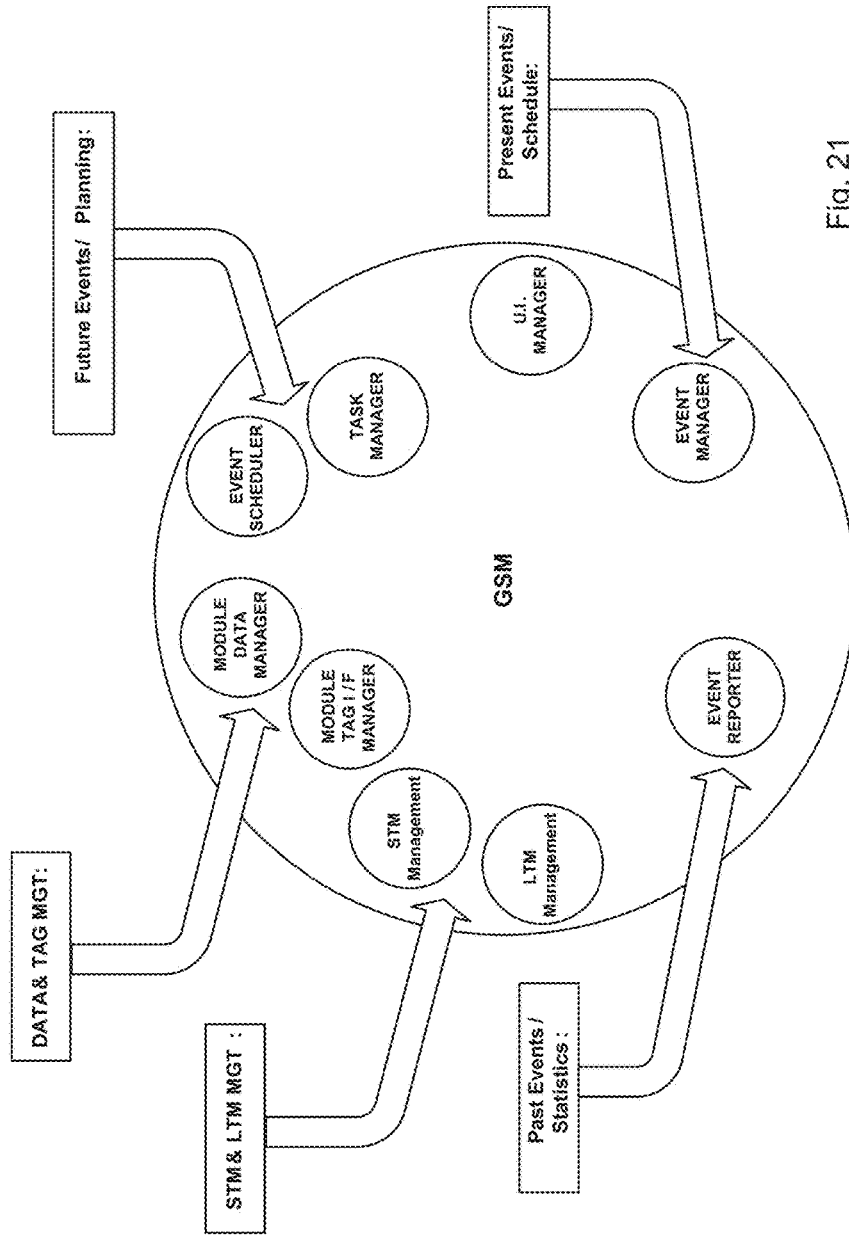 DATA& TAG MGT:
Future Events/ Planning:
STM& LTM MGT :
Past Events /
Statistics :
Present Events/
Schedule:
MODULE
DATA
MANAGER
EVENT
SCHEDULER
MODULE
TAG I / F
MANAGER
TASK
MANAGER
STM
Management
LTM
Management
GSM
U.I.
MANAGER
EVENT
REPORTER
EVENT
MANAGER
Fig. 21